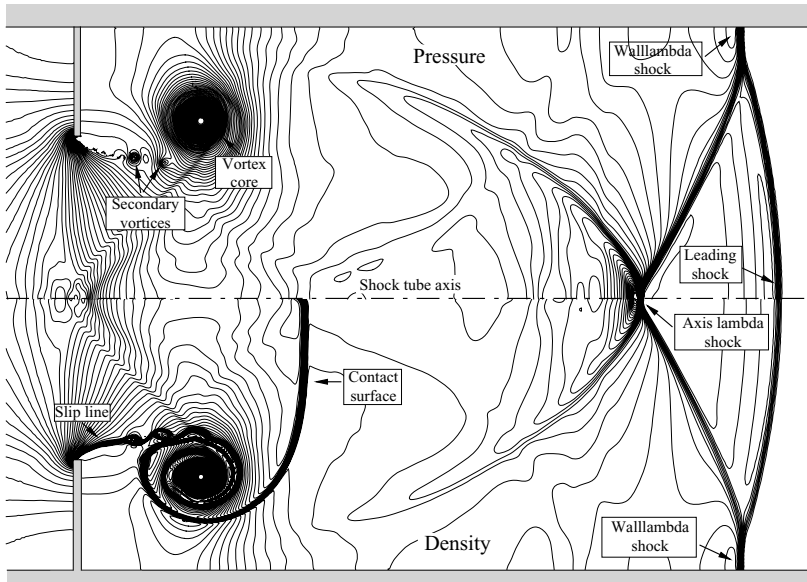 Pressure
Walllambda
shock
Vortex
core
Secondary
vortices
Leading
shock
Shock tube axis
Axis lambda
shock
Contact
surface
Slip line
Density
Walllambda
shock